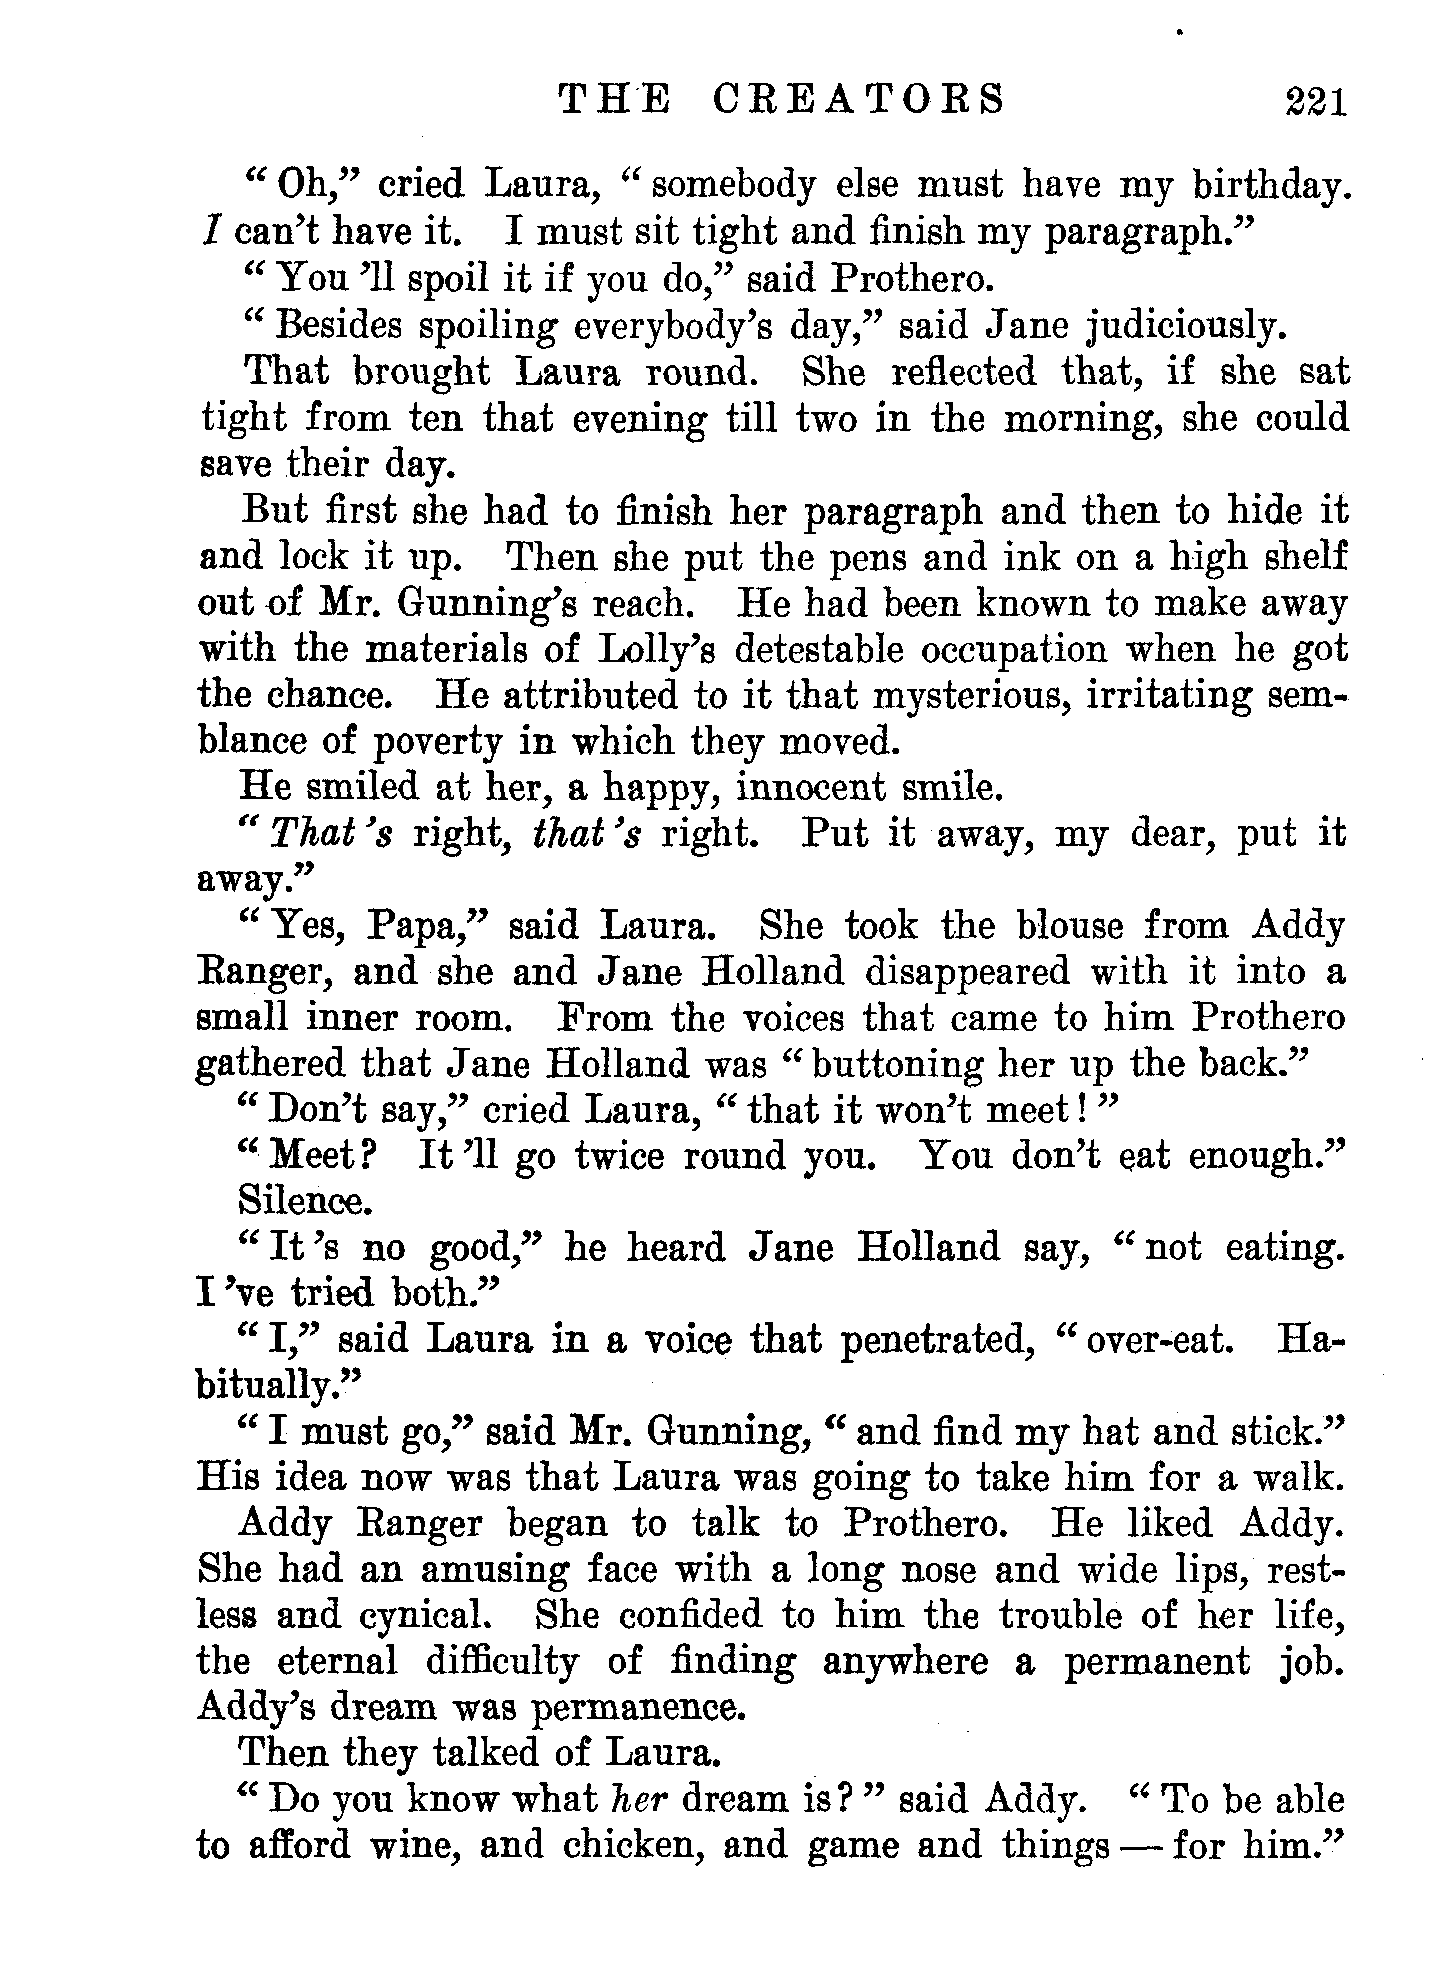 THE CREATORS 221
“ Oh,” cried Laura, “ somebody else must have my birthday.
I can’t have it. I must sit tight and finish my paragraph.”
“ You ’ll spoil it if you do,” said Prothero.
“ Besides spoiling everybody’s day,” said Jane judiciously.
That brought Laura round. She reflected that, if she sat
tight from ten that evening till two in the morning, she could
save their day.
But first she had to finish her paragraph and then to hide it
and lock it up. Then she put the pens and ink on a high shelf
out of Mr. Gunning’s reach. He had been known to make away
with the materials of Lolly’s detestable occupation when he got
the chance. He attributed to it that mysterious, irritating sem-
blance of poverty in which they moved.
He smiled at her, a happy, innocent smile.
“ That ’s right, that ’s right. Put it away, my dear, put it
away.”
“ Yes, Papa,” said Laura. She took the blouse from Addy
Ranger, and she and Jane Holland disappeared with it into a
small inner room. From the voices that came to him Prothero
gathered that Jane Holland was “ buttoning her up the back.”
“ Don’t say,” cried Laura, “ that it won’t meet! ”
“ Meet? It ’ll go twice round you. You don’t eat enough.”
Silence.
“ It ’s no good,” he heard Jane Holland say, “ not eating.
I ’ve tried both.”
“ I,” said Laura in a voice that penetrated, “ over-eat. Ha-
bitually.”
“ I must go,” said Mr. Gunning, “ and find my hat and stick.”
His idea now was that Laura was going to take him for a walk.
Addy Ranger began to talk to Prothero. He liked Addy.
She had an amusing face with a long nose and wide lips, rest-
less and cynical. She confided to him the trouble of her life,
the eternal difficulty of finding anywhere a permanent job.
Addy’s dream was permanence.
Then they talked of Laura.
“ Do you know what her dream is? ” said Addy. “ To be able
to afford wine, and chicken, and game and things — for him.”